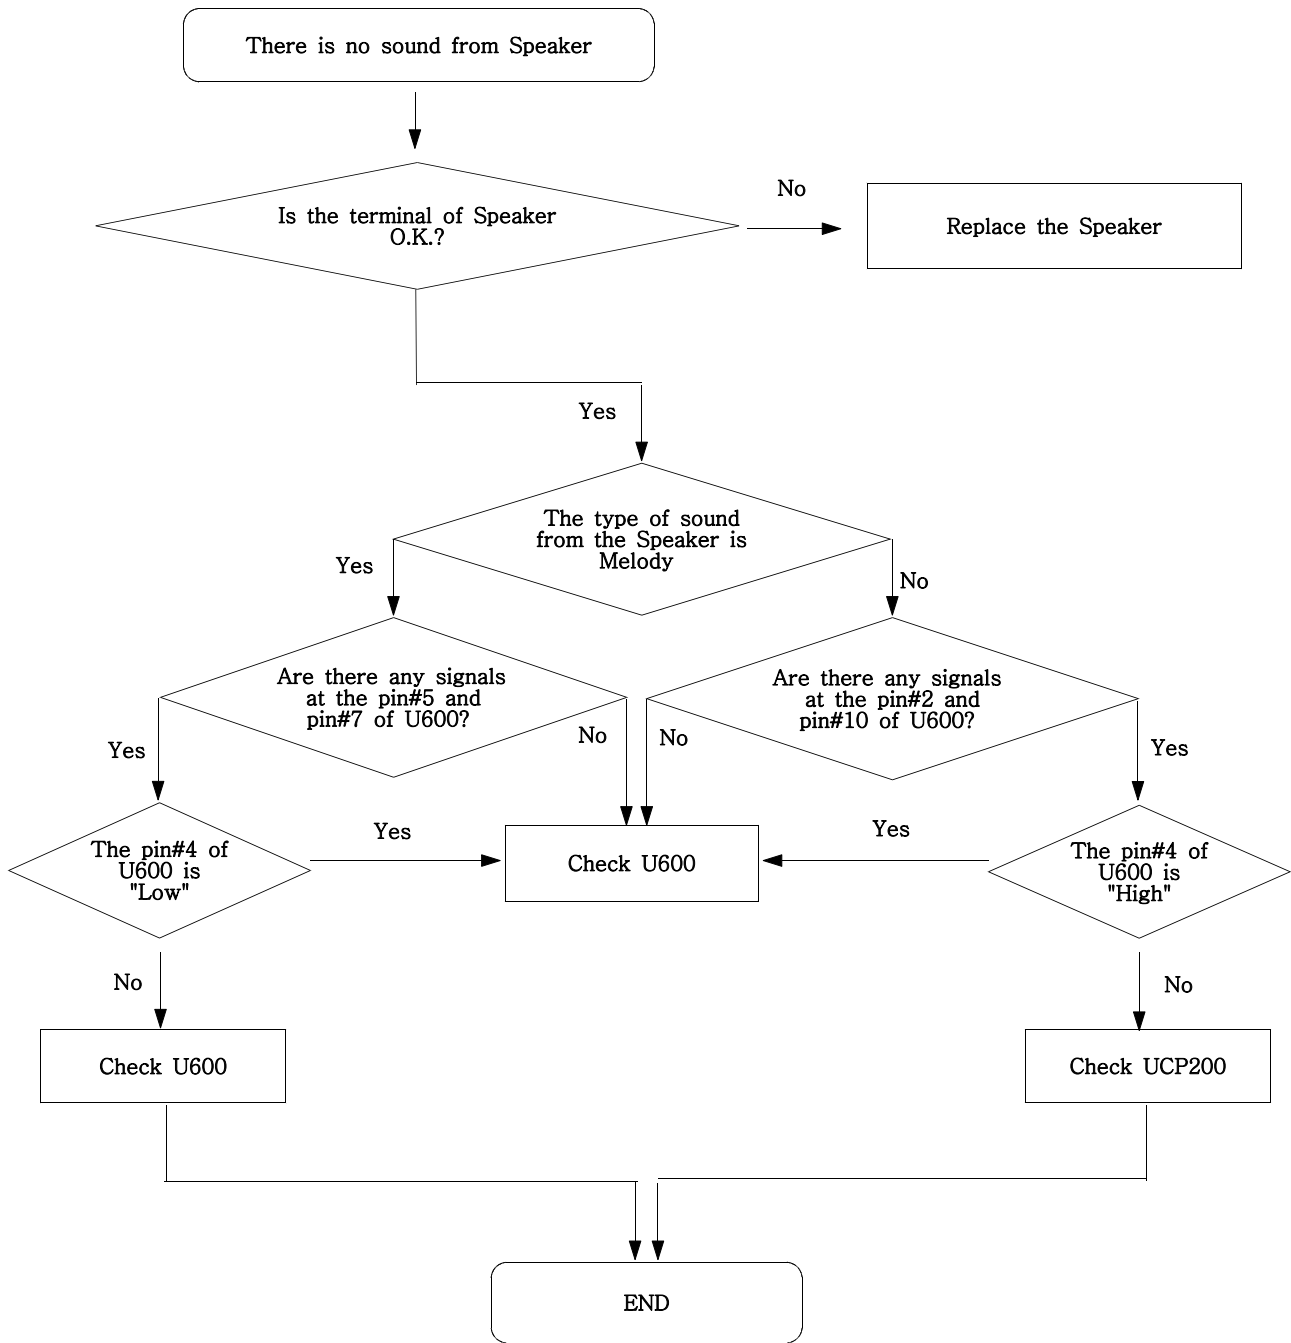 There is no sound from Speaker
Is the terminal of Speaker
O.K.?
No
Replace the Speaker
Yes
The type of sound
from the Speaker is
Melody
Yes
No
Are there any signals
at the pin#5 and
pin#7 of U600?
Are there any signals
at the pin#2 and
pin#10 of U600?
Yes
No
No
Yes
The pin#4 of
U600 is
"Low"
Yes
Check U600
Yes
The pin#4 of
U600 is
"High"
No
No
Check U600
Check UCP200
END